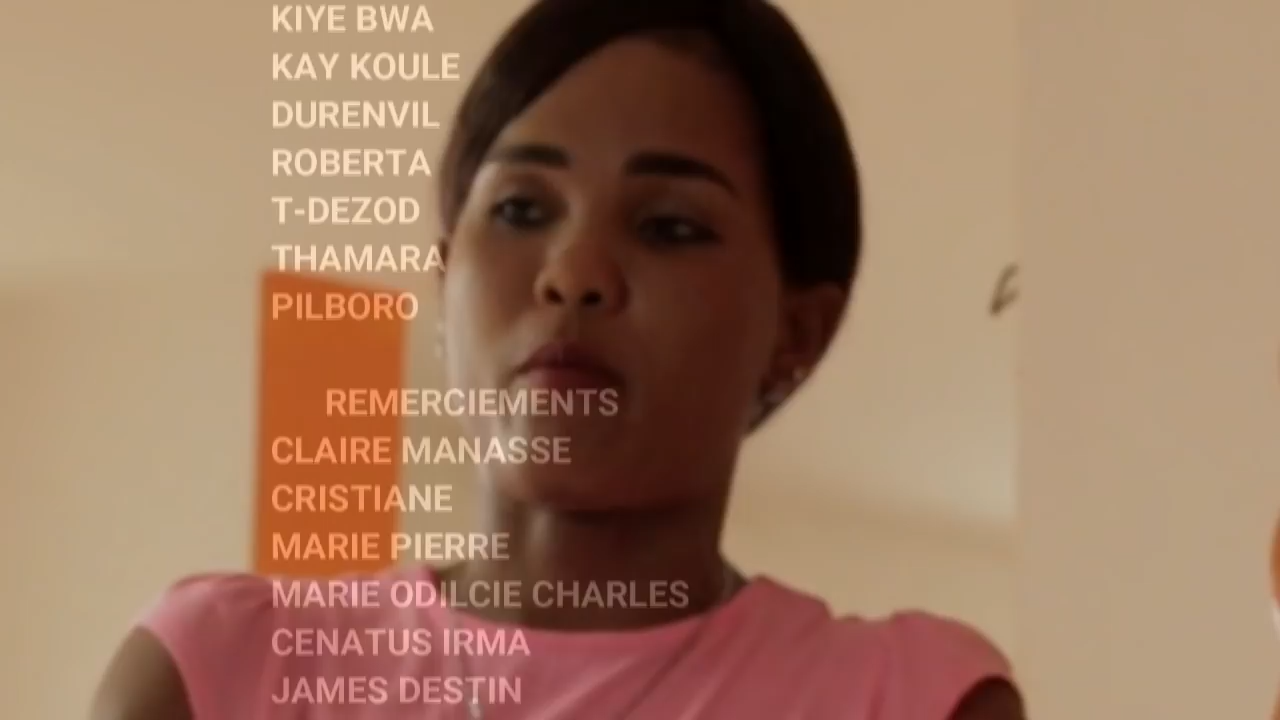 KIYE BWA
KAY KOULE
DURENVIL
ROBERTA
T-DEZOD
THAMARA
PILBORO
REMERCIEMENTS
CLAIRE MANASSE
CRISTIANE
MARIE PIERRE
MARIE ODILCIE CHARLES
CENATUS IRMA
JAMES DESTIN